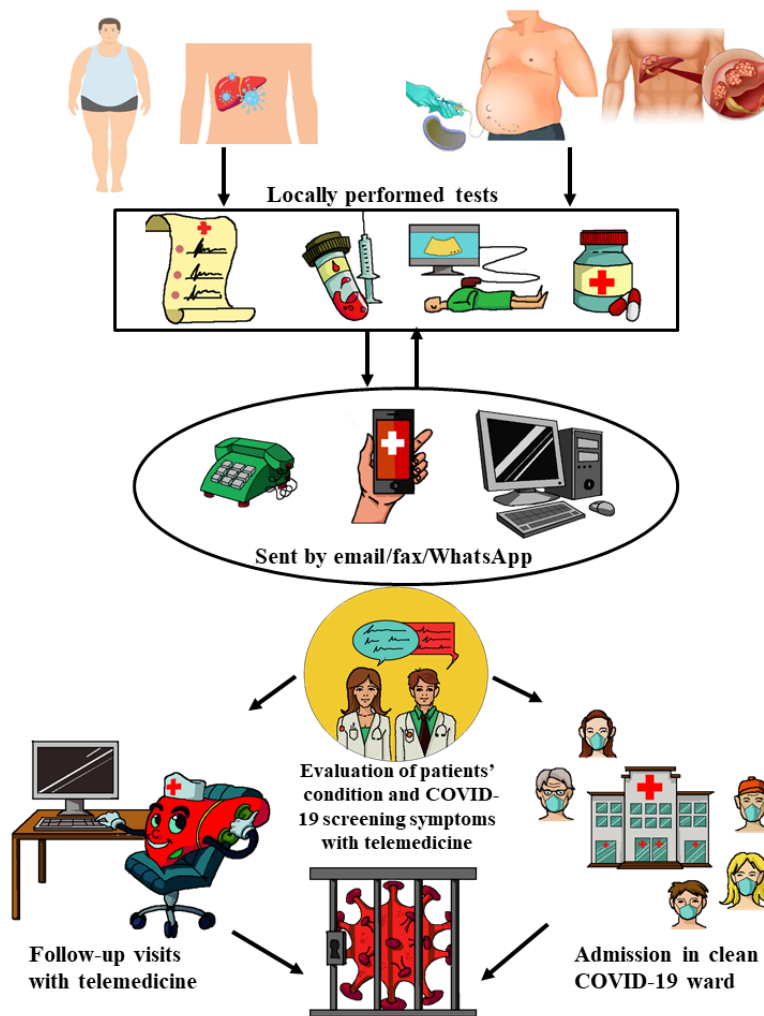 Locally performed tests
Sent by email/fax/WhatsApp
Evaluation of patients'
condition and COVID-
19 screening symptoms
with telemedicine
Follow-up visits
with telemedicine
Admission in clean
COVID-19 ward